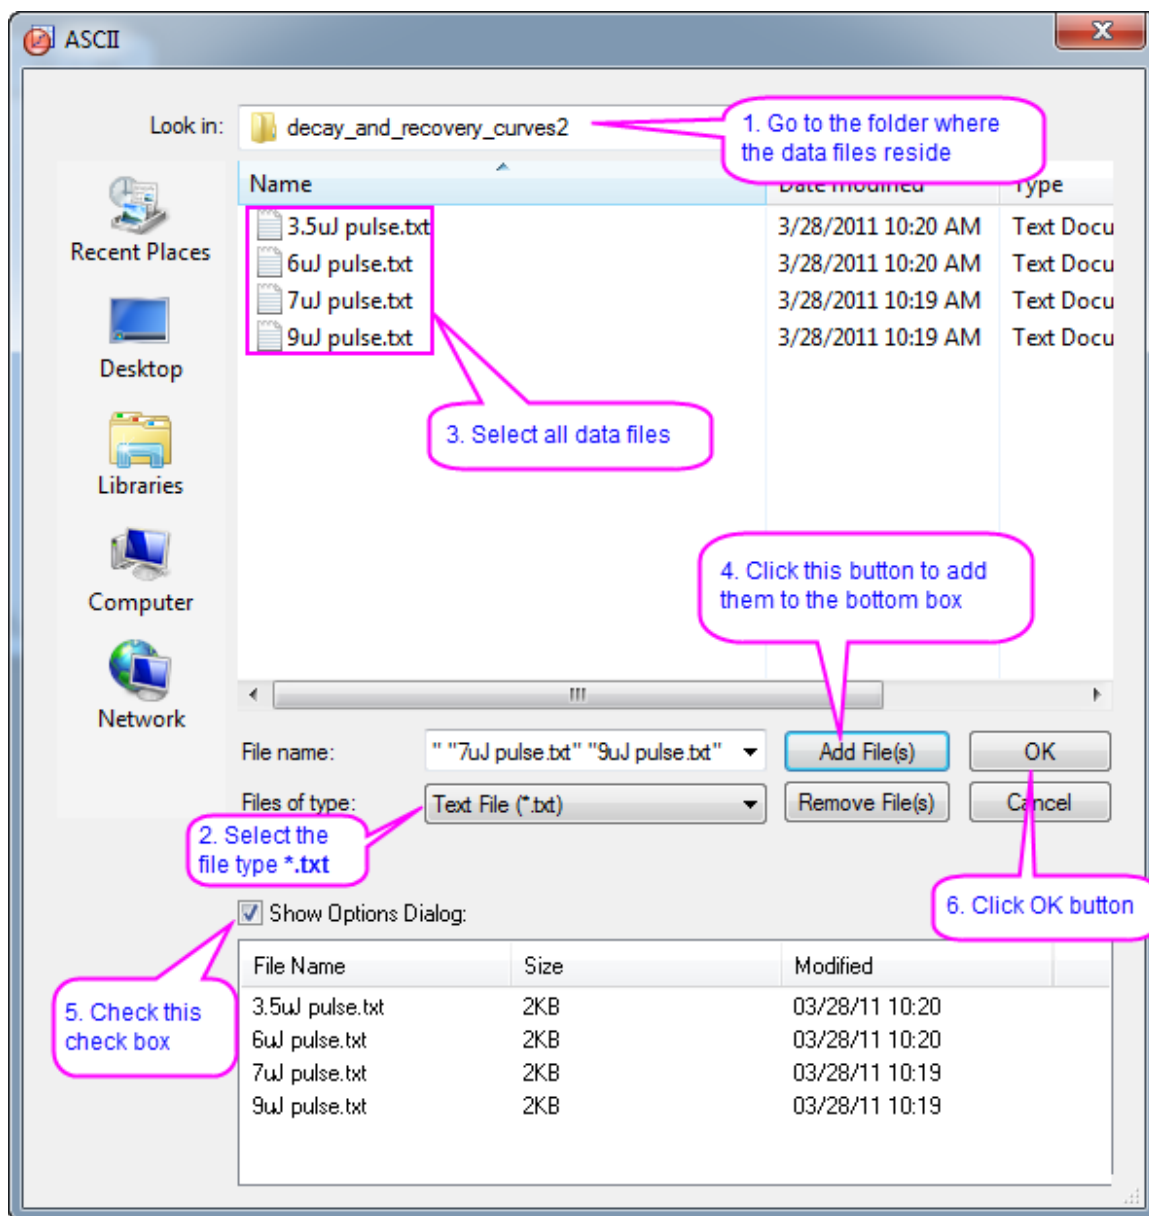 ASCII
Look in:
decay_and_recovery_curves2
1. Go to the folder where
the data files reside
Name
Date modified
Type
3.5uJ pulse.txt
3/28/2011 10:20 AM
Text Docu
6uJ pulse.txt
3/28/2011 10:20 AM
Text Docu
7uJ pulse.txt
3/28/2011 10:19 AM
Text Docu
9uJ pulse.txt
3/28/2011 10:19 AM
Text Docu
Recent Places
Desktop
Libraries
Computer
Network
3. Select all data files
4. Click this button to add
them to the bottom box
File name:
" "7uJ pulse.txt" "9uJ pulse.txt"
Add File(s)
OK
Files of type:
Text File (*.txt)
Remove File(s)
Cancel
2. Select the
file type *.txt
6. Click OK button
Show Options Dialog:
5. Check this
check box
File Name
Size
Modified
3.5uJ pulse.txt
2KB
03/28/11 10:20
6uJ pulse.txt
2KB
03/28/11 10:20
7uJ pulse.txt
2KB
03/28/11 10:19
9uJ pulse.txt
2KB
03/28/11 10:19